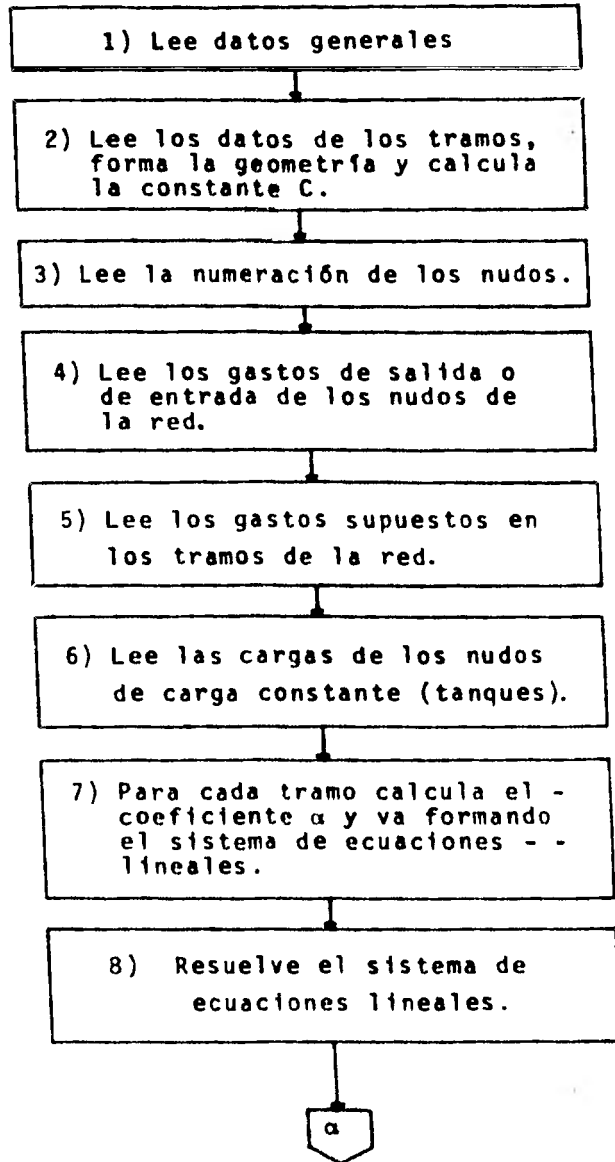 1) Lee datos generales
2) Lee los datos de los tramos,
forma la geometría y calcula
la constante C.
3) Lee la numeración de los nudos.
4) Lee los gastos de salida o
de entrada de los nudos de
la red.
5) Lee los gastos supuestos en
los tramos de la red.
6) Lee las cargas de los nudos
de carga constante (tanques).
7) Para cada tramo calcula el -
coeficiente α y va formando
el sistema de ecuaciones - -
lineales.
8) Resuelve el sistema de
ecuaciones lineales.
α